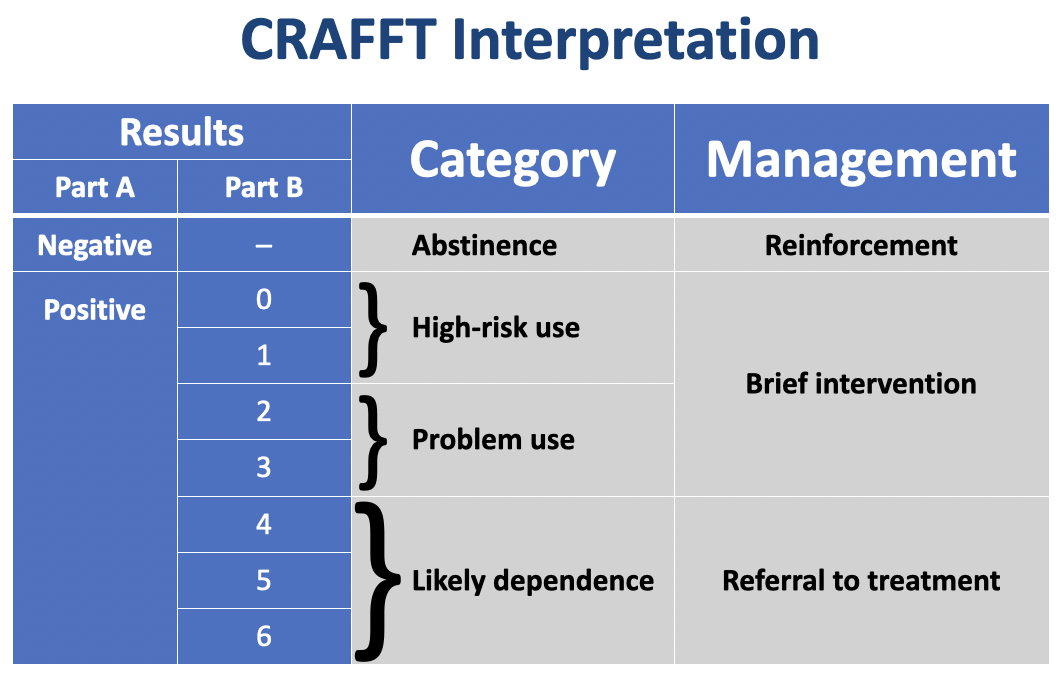 CRAFFT Interpretation
Results
Category
Management
Part A
Part B
Negative
–
Abstinence
Reinforcement
Positive
0
High-risk use
1
Brief intervention
2
Problem use
3
4
5
Likely dependence
Referral to treatment
6